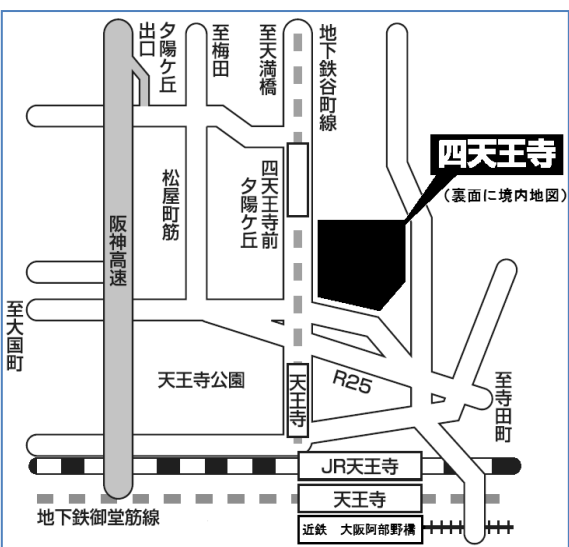 夕陽ケ丘
出口
至梅田
至天満橋
地下鉄谷町線
四天王寺
（裏面に境内地図）
松屋町筋
四天王寺前
夕陽ケ丘
阪神高速
至大国町
天王寺公園
天王寺
R25
至寺田町
JR天王寺
天王寺
地下鉄御堂筋線
近鉄　大阪阿部野橋